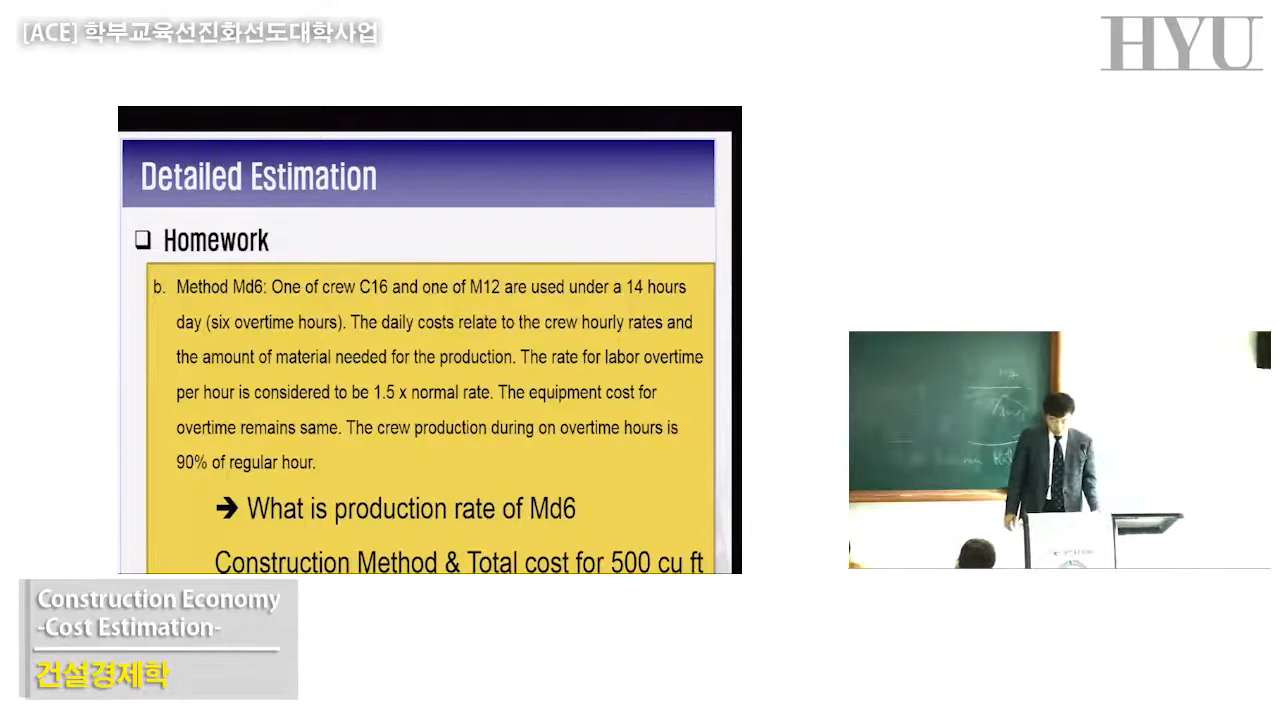 [ACE] 학부교육선진화선도대학사업
HYU
Detailed Estimation
❑ Homework
b. Method Md6: One of crew C16 and one of M12 are used under a 14 hours
day (six overtime hours). The daily costs relate to the crew hourly rates and
the amount of material needed for the production. The rate for labor overtime
per hour is considered to be 1.5 x normal rate. The equipment cost for
overtime remains same. The crew production during on overtime hours is
90% of regular hour.
➔ What is production rate of Md6
Construction Method & Total cost for 500 cu ft
Construction Economy
-Cost Estimation-
건설경제학